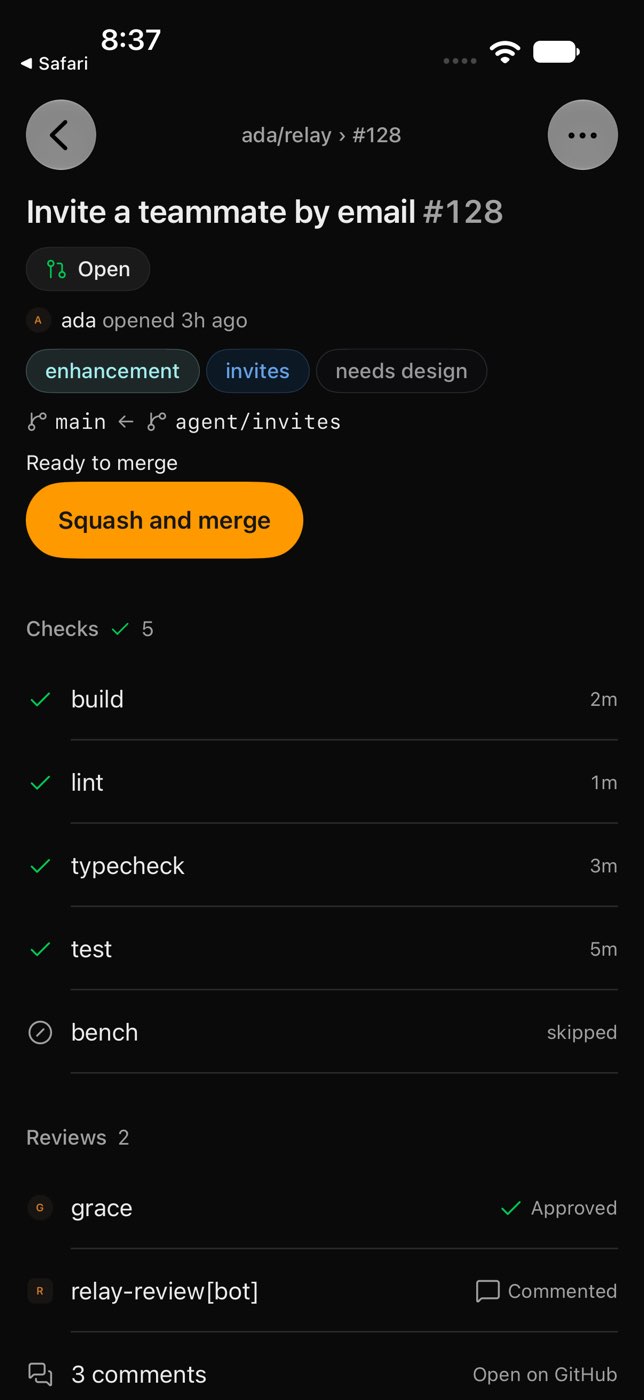 8:37
◀ Safari
ada/relay › #128
Invite a teammate by email #128
Open
A ada opened 3h ago
enhancement invites needs design
main ← agent/invites
Ready to merge
Squash and merge
Checks ✓ 5
build 2m
lint 1m
typecheck 3m
test 5m
bench skipped
Reviews 2
G grace Approved
R relay-review[bot] Commented
3 comments Open on GitHub